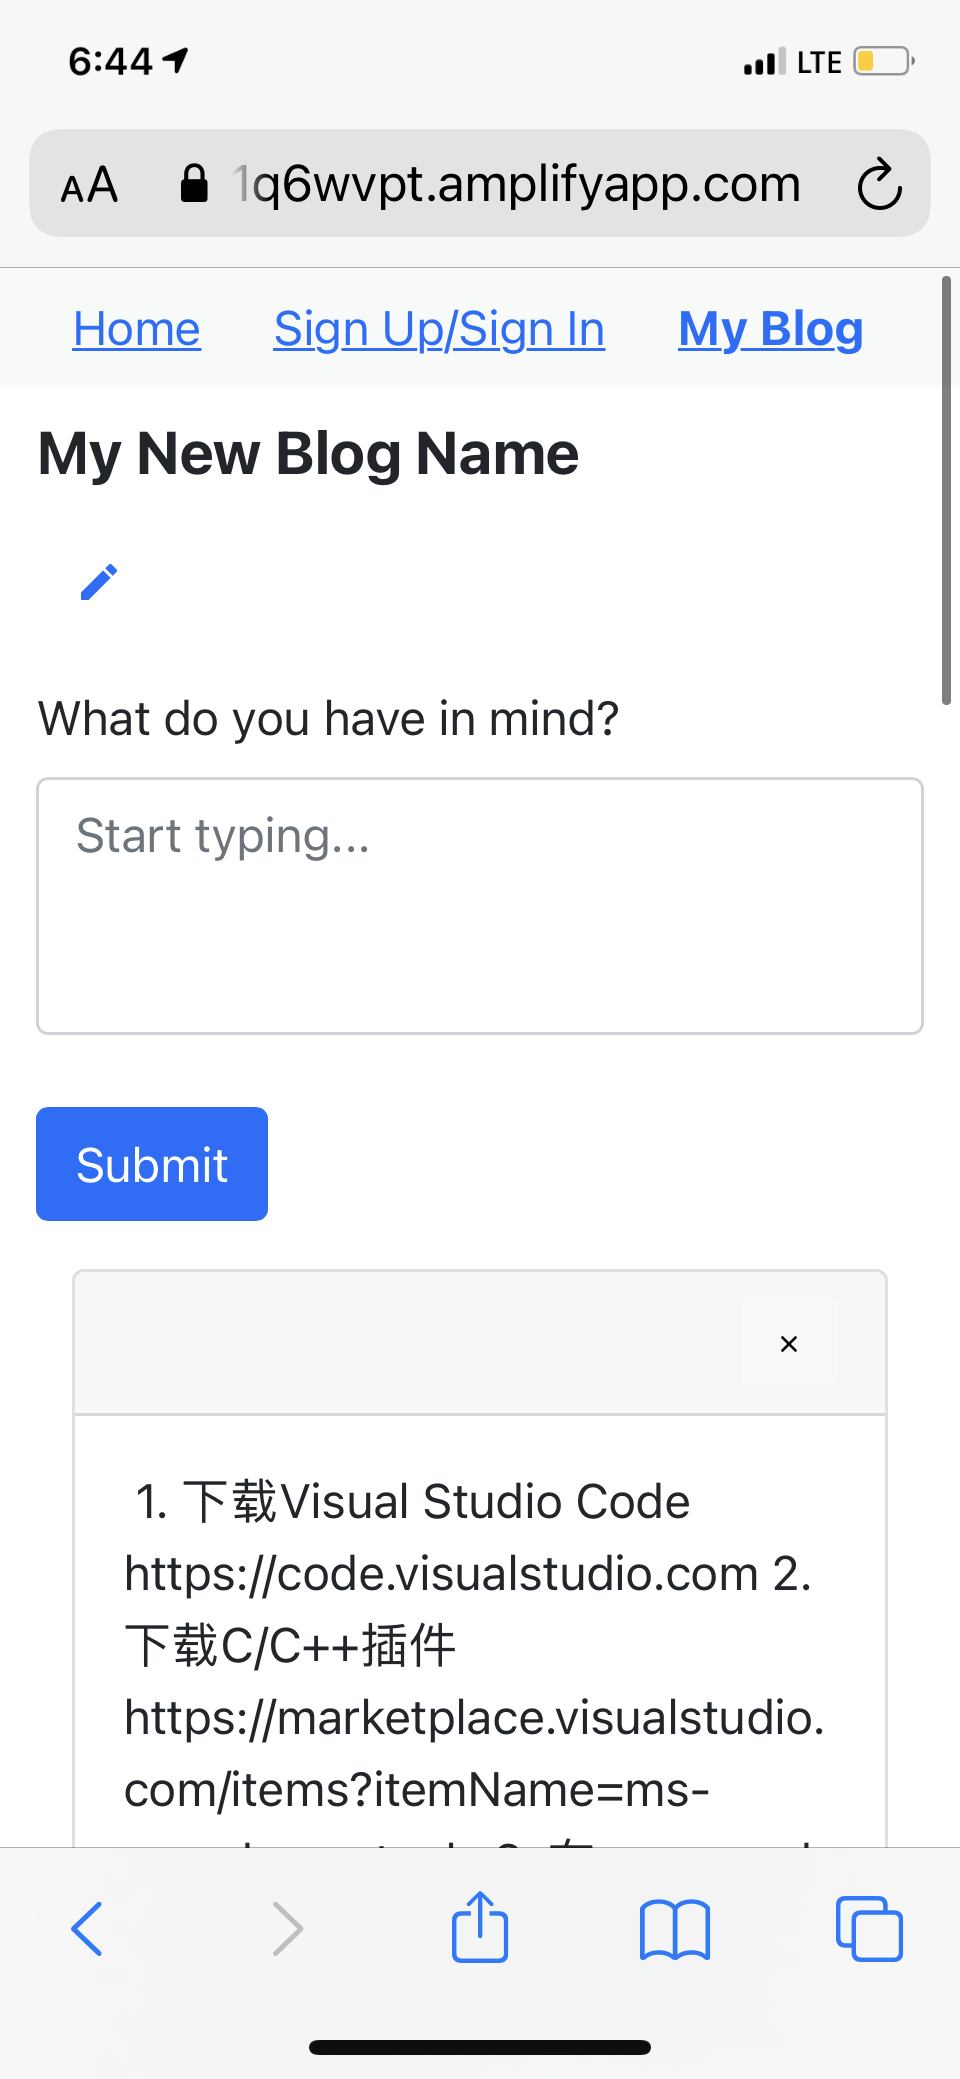 6:44
LTE
AA
1q6wvpt.amplifyapp.com
Home Sign Up/Sign In My Blog
My New Blog Name
What do you have in mind?
Start typing...
Submit
×
1. 下载Visual Studio Code
https://code.visualstudio.com 2.
下载C/C++插件
https://marketplace.visualstudio.
com/items?itemName=ms-